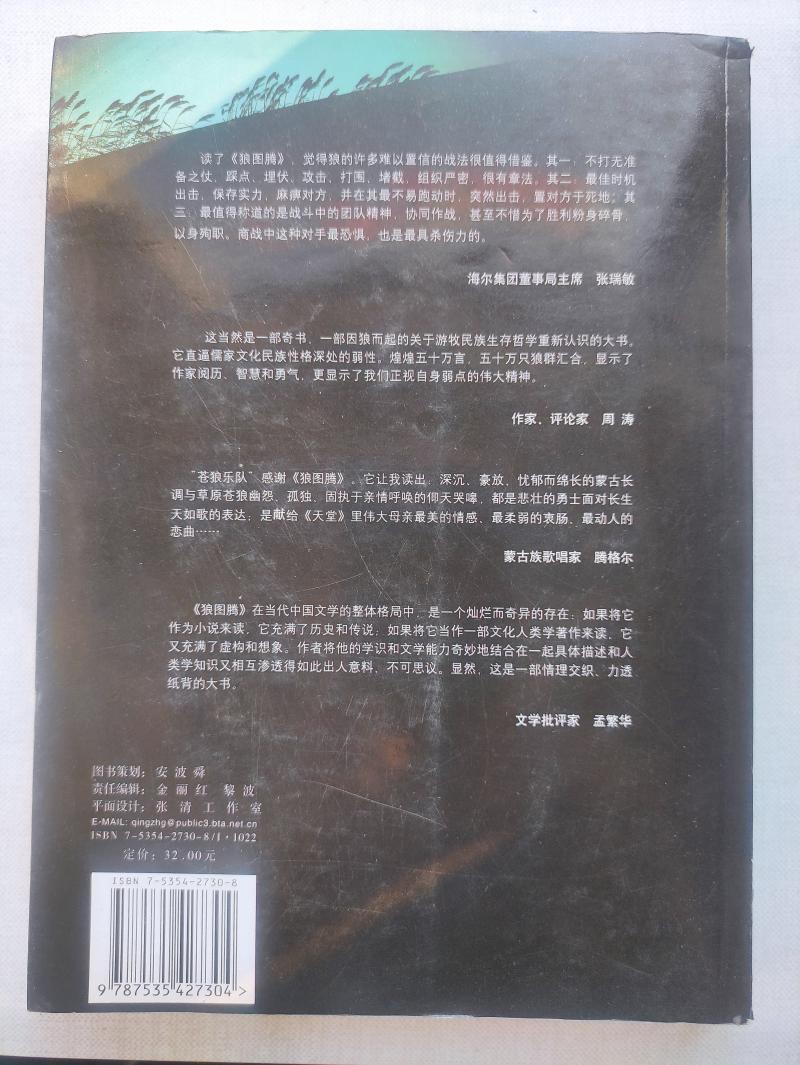 读了《狼图腾》，觉得狼的许多难以置信的战法很值得借鉴。其一，不打无准
备之仗，踩点、埋伏、攻击、打围、堵截，组织严密，很有章法。其二：最佳时机
出击，保存实力，麻痹对方，并在其最不易跑动时，突然出击，置对方于死地；其
三，最值得称道的是战斗中的团队精神，协同作战，甚至不惜为了胜利粉身碎骨，
以身殉职。商战中这种对手最恐惧，也是最具杀伤力的。
海尔集团董事局主席 张瑞敏
这当然是一部奇书，一部因狼而起的关于游牧民族生存哲学重新认识的大书。
它直逼儒家文化民族性格深处的弱性。煌煌五十万言，五十万只狼群汇合，显示了
作家阅历、智慧和勇气，更显示了我们正视自身弱点的伟大精神。
作家、评论家 周 涛
“苍狼乐队”感谢《狼图腾》。它让我读出：深沉、豪放、忧郁而绵长的蒙古长
调与草原苍狼幽怨、孤独、固执于亲情呼唤的仰天哭嗥，都是悲壮的勇士面对长生
天如歌的表达；是献给《天堂》里伟大母亲最美的情感、最柔弱的衷肠、最动人的
恋曲……
蒙古族歌唱家 腾格尔
《狼图腾》在当代中国文学的整体格局中，是一个灿烂而奇异的存在：如果将它
作为小说来读，它充满了历史和传说；如果将它当作一部文化人类学著作来读，它
又充满了虚构和想象。作者将他的学识和文学能力奇妙地结合在一起具体描述和人
类学知识又相互渗透得如此出人意料、不可思议。显然，这是一部情理交织、力透
纸背的大书。
文学批评家 孟繁华
图书策划：安波舜
责任编辑：金丽红 黎波
平面设计：张清工作室
E-MAIL: qingzhg@public3.bta.net.cn
ISBN 7-5354-2730-8/I·1022
定价：32.00元
ISBN 7-5354-2730-8
9 787535 427304 >